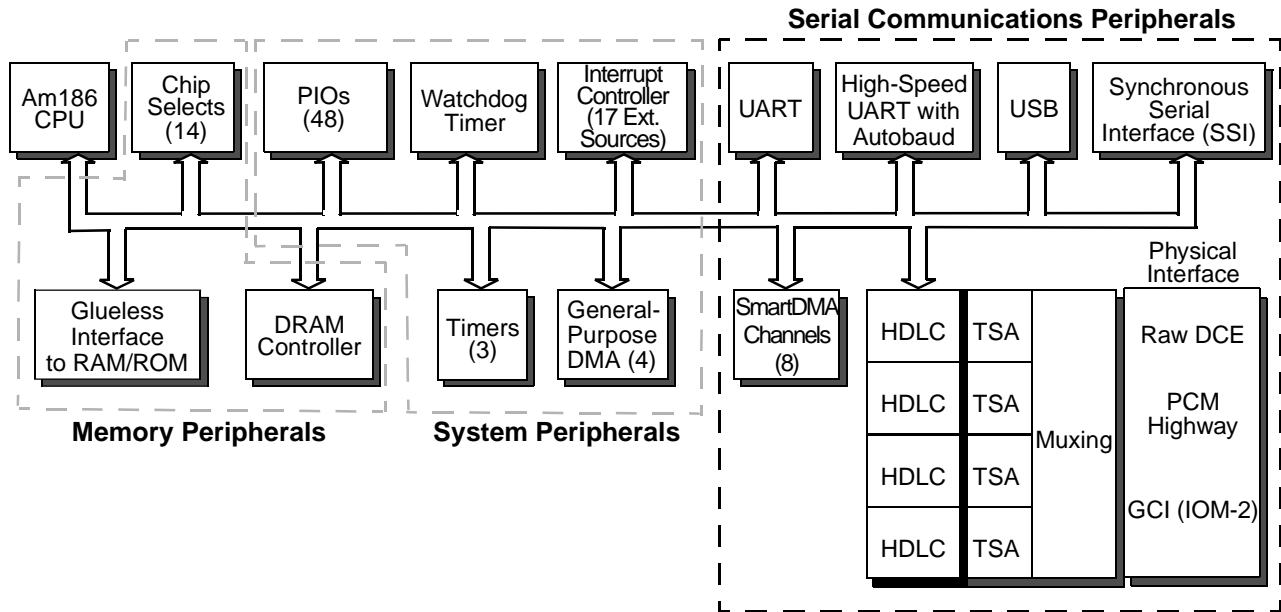 Serial Communications Peripherals
Am186
CPU
Chip
Selects
(14)
PIOs
(48)
Watchdog
Timer
Interrupt
Controller
(17 Ext.
Sources)
UART
High-Speed
UART with
Autobaud
USB
Synchronous
Serial
Interface (SSI)
Glueless
Interface
to RAM/ROM
DRAM
Controller
Timers
(3)
General-
Purpose
DMA (4)
SmartDMA
Channels
(8)
HDLC
TSA
HDLC
TSA
HDLC
TSA
HDLC
TSA
Muxing
Physical
Interface
Raw DCE
PCM
Highway
GCI (IOM-2)
Memory Peripherals
System Peripherals